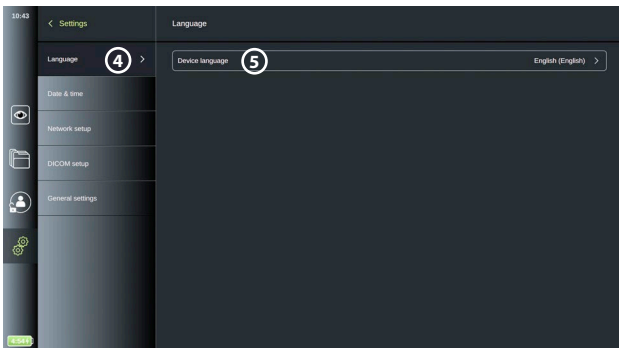 10:43
Settings
Language
Language
4
Device language
5
English (English)
Date & time
Network setup
DICOM setup
General settings